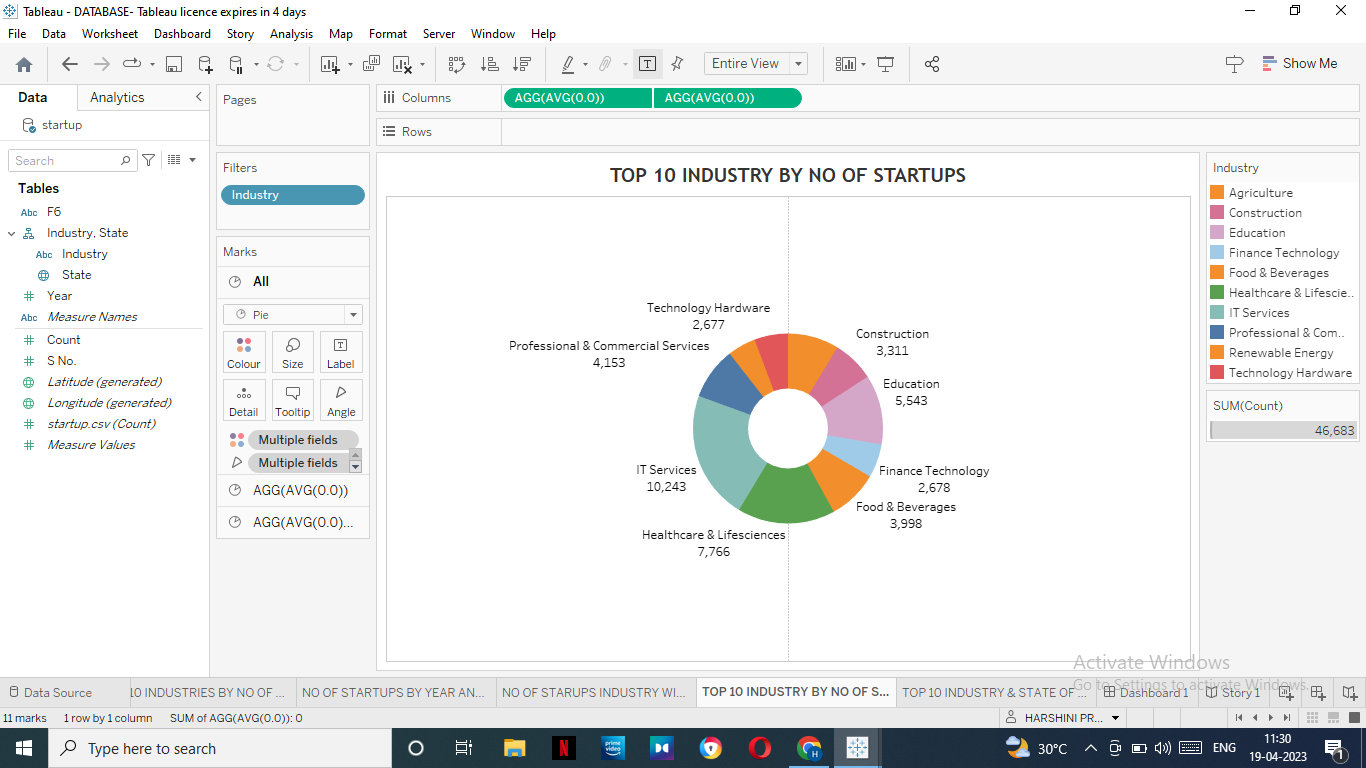 Tableau - DATABASE- Tableau licence expires in 4 days
File Data Worksheet Dashboard Story Analysis Map Format Server Window Help
Entire View
Show Me
Data Analytics
startup
Search
Tables
Abc F6
Industry, State
Abc Industry
State
Year
Abc Measure Names
Count
S No.
Latitude (generated)
Longitude (generated)
startup.csv (Count)
Measure Values
Pages
Filters
Industry
Marks
All
Pie
Colour Size Label
Detail Tooltip Angle
Multiple fields
Multiple fields
AGG(AVG(0.0))
AGG(AVG(0.0)...
Columns AGG(AVG(0.0)) AGG(AVG(0.0))
Rows
TOP 10 INDUSTRY BY NO OF STARTUPS
Technology Hardware
2,677
Professional & Commercial Services
4,153
Construction
3,311
Education
5,543
IT Services
10,243
Finance Technology
2,678
Food & Beverages
3,998
Healthcare & Lifesciences
7,766
Industry
Agriculture
Construction
Education
Finance Technology
Food & Beverages
Healthcare & Lifescie..
IT Services
Professional & Com..
Renewable Energy
Technology Hardware
SUM(Count)
46,683
Activate Windows
Go to Settings to activate Windows.
Data Source
10 INDUSTRIES BY NO OF ...
NO OF STARTUPS BY YEAR AN...
NO OF STARUPS INDUSTRY WI...
TOP 10 INDUSTRY BY NO OF S...
TOP 10 INDUSTRY & STATE OF ...
Dashboard 1
Story 1
11 marks 1 row by 1 column SUM of AGG(AVG(0.0)): 0
HARSHINI PR...
Type here to search
N
prime video
H
30°C
ENG
11:30
19-04-2023
1